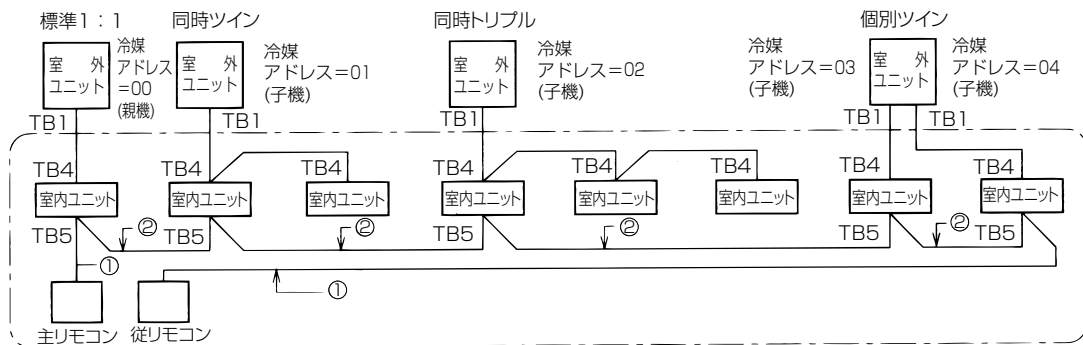 標準1：1
同時ツイン
同時トリプル
個別ツイン
室　外
ユニット
冷媒
アドレス
=00
(親機)
室　外
ユニット
冷媒
アドレス=01
(子機)
室　外
ユニット
冷媒
アドレス=02
(子機)
冷媒
アドレス=03
(子機)
室　外
ユニット
冷媒
アドレス=04
(子機)
TB1
TB1
TB1
TB1
TB1
TB4
TB4
TB4
TB4
TB4
TB4
TB4
TB4
室内ユニット
室内ユニット
室内ユニット
室内ユニット
室内ユニット
室内ユニット
室内ユニット
室内ユニット
TB5
②
TB5
②
TB5
②
TB5
②
TB5
①
①
主リモコン
従リモコン